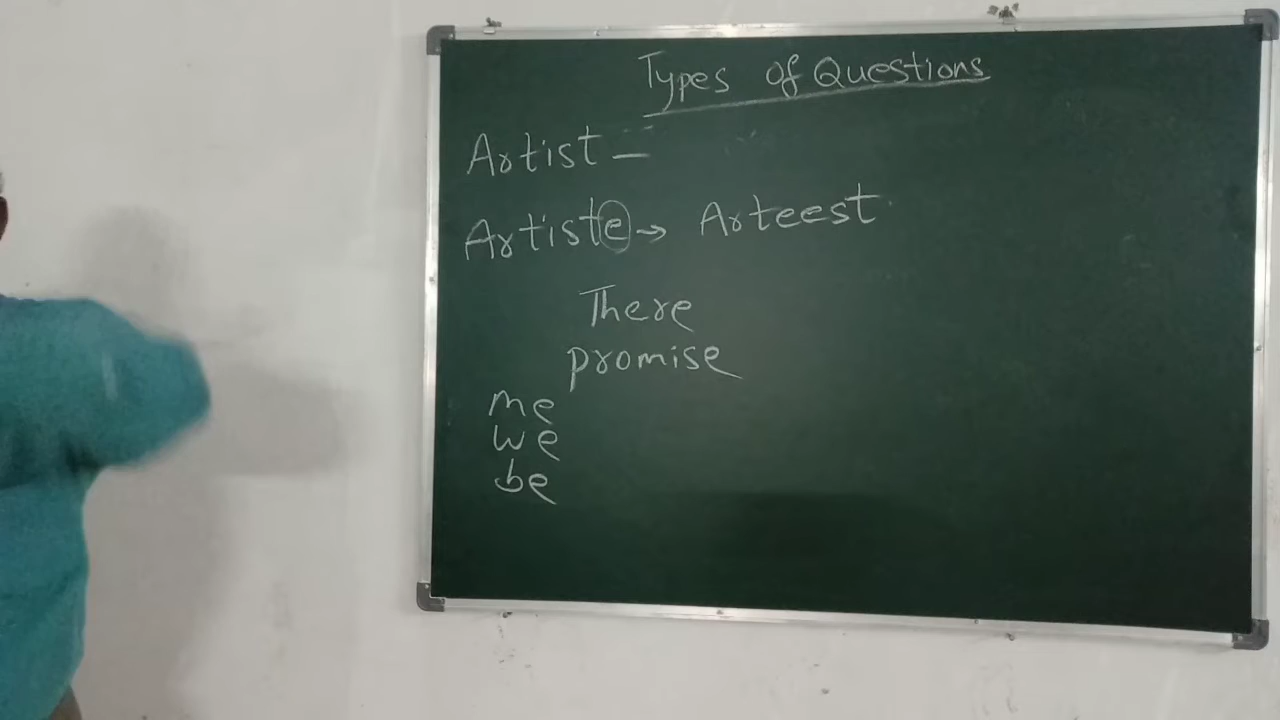 Types of Questions
Artist -
Artiste → Arteest
There
promise
me
we
be